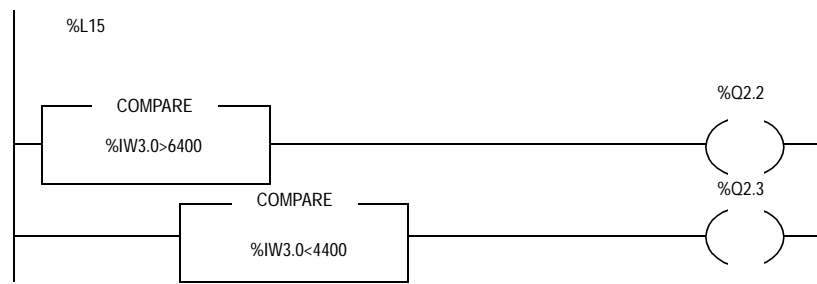 %L15
COMPARE
%Q2.2
%IW3.0>6400
COMPARE
%Q2.3
%IW3.0<4400